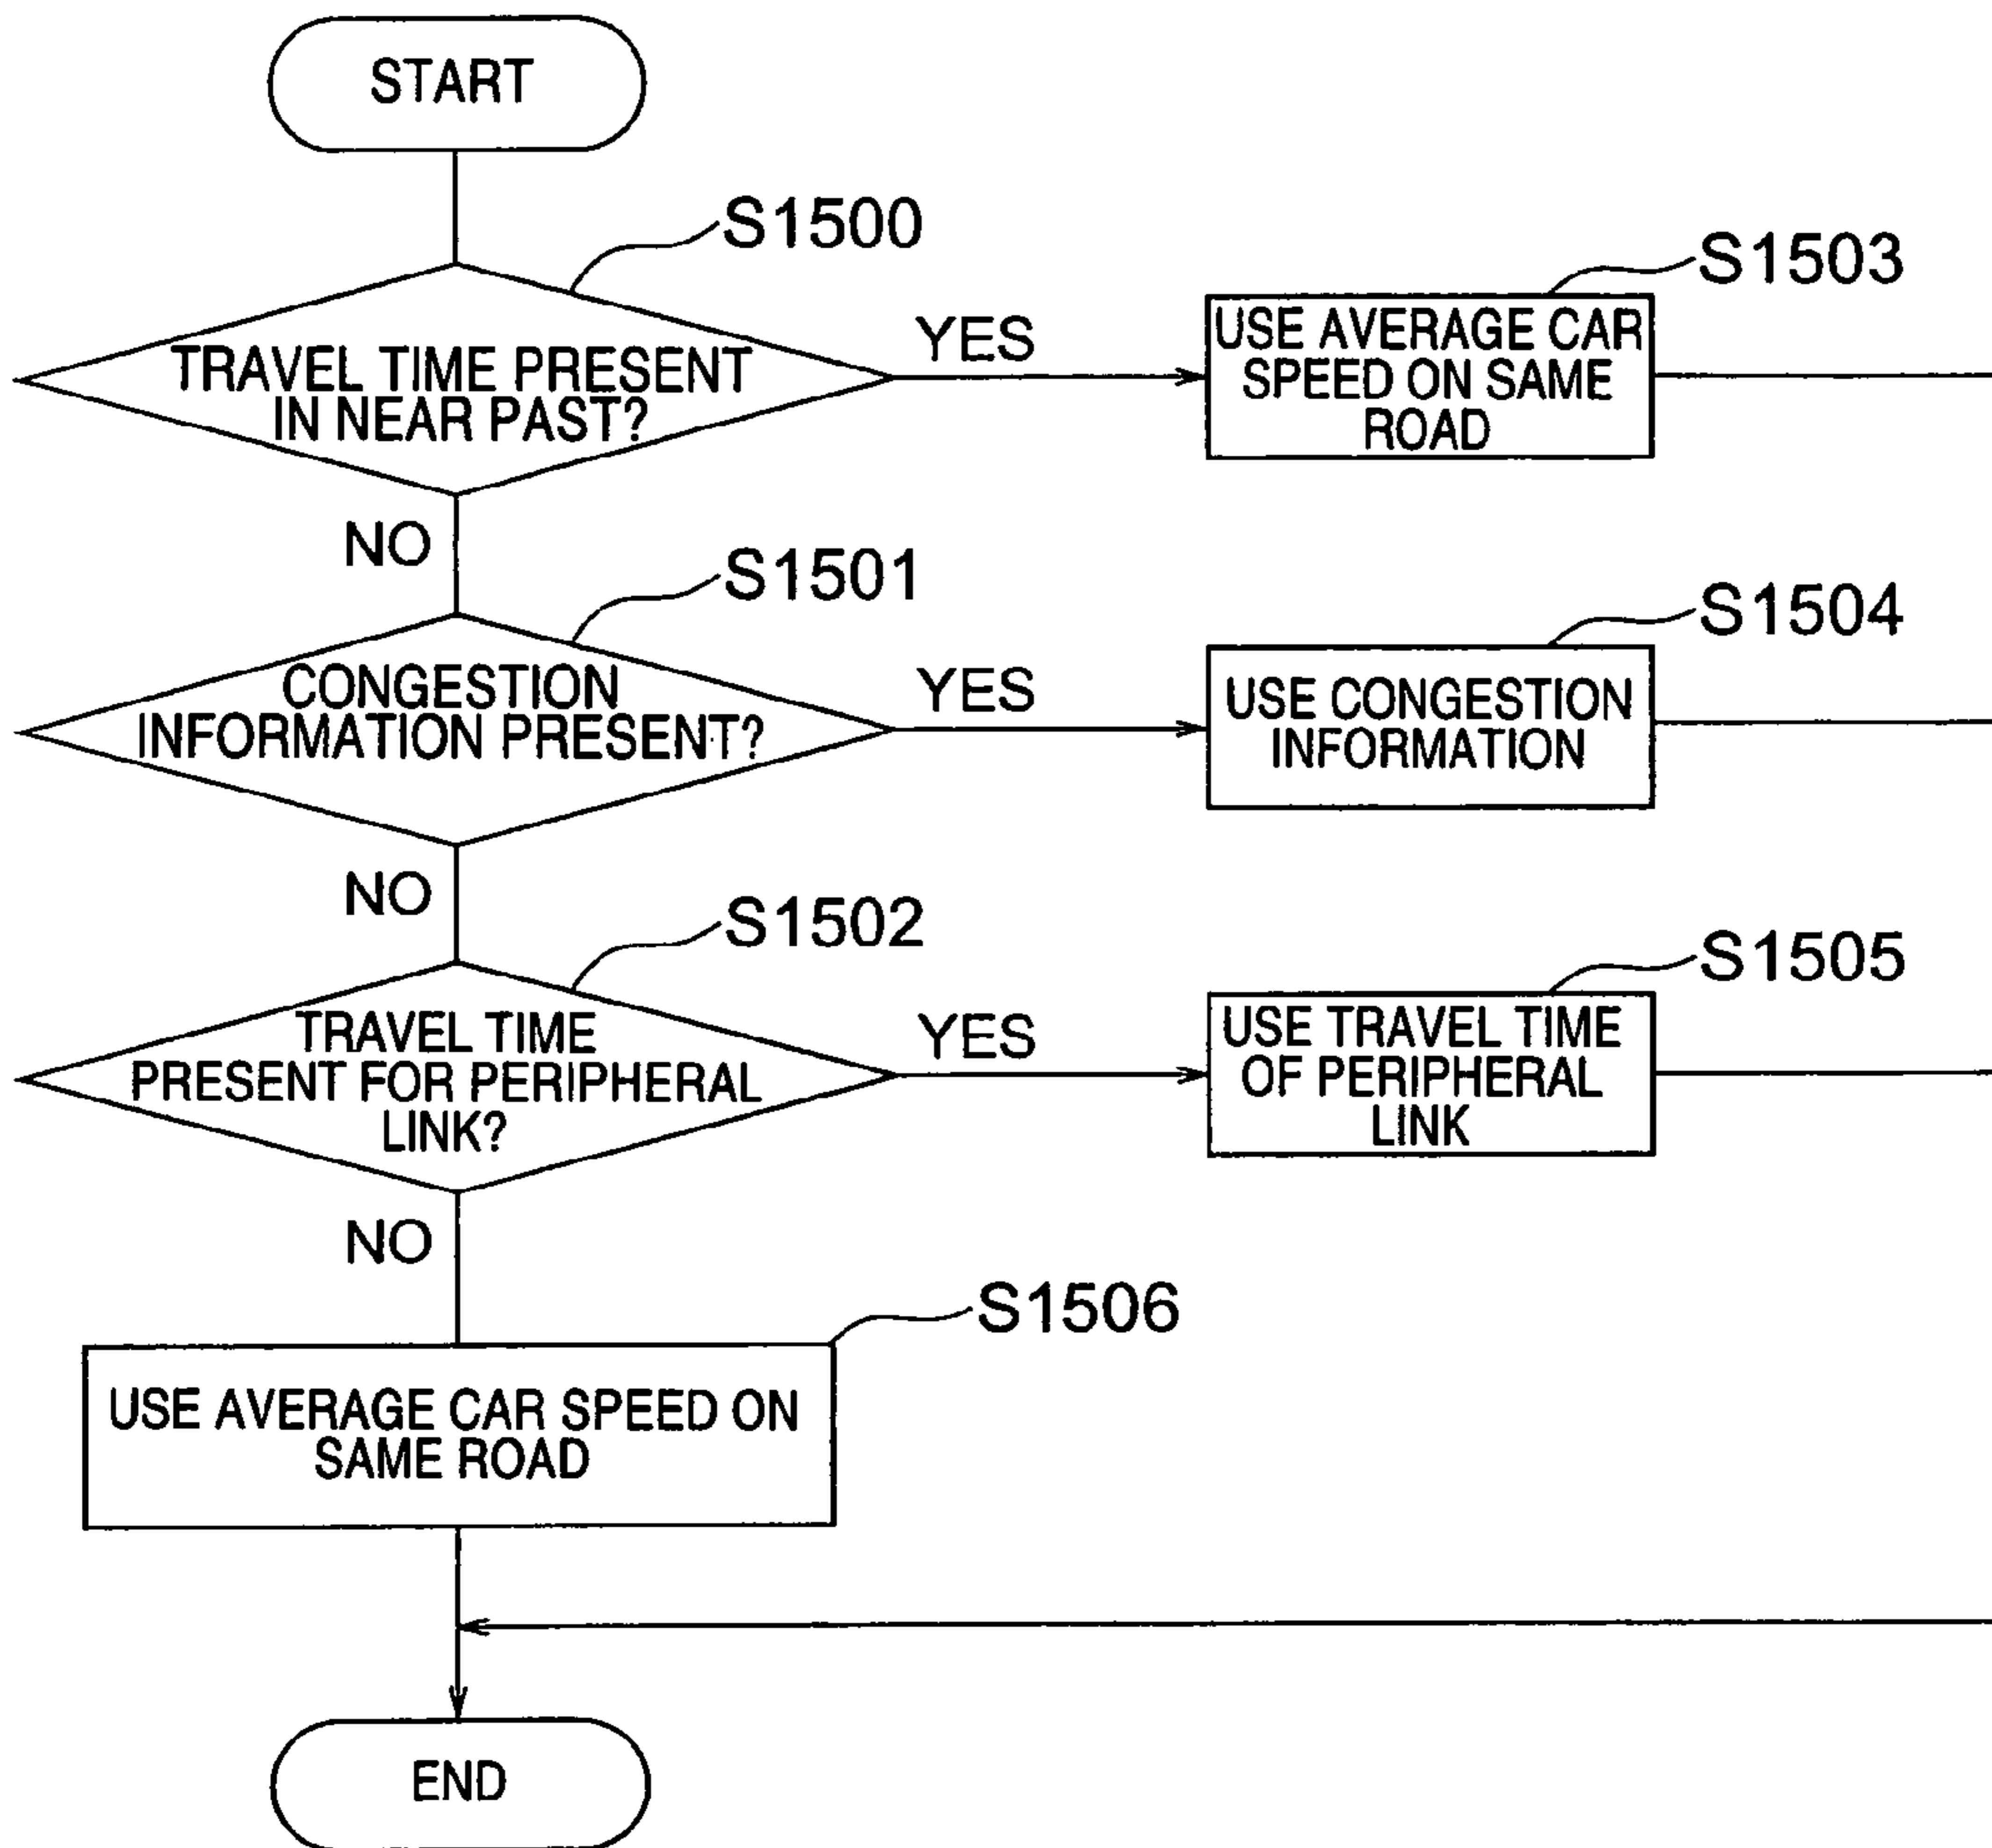 START
S1500
TRAVEL TIME PRESENT
IN NEAR PAST?
YES
S1503
USE AVERAGE CAR
SPEED ON SAME
ROAD
NO
S1501
CONGESTION
INFORMATION PRESENT?
YES
S1504
USE CONGESTION
INFORMATION
NO
S1502
TRAVEL TIME
PRESENT FOR PERIPHERAL
LINK?
YES
S1505
USE TRAVEL TIME
OF PERIPHERAL
LINK
NO
S1506
USE AVERAGE CAR SPEED ON
SAME ROAD
END